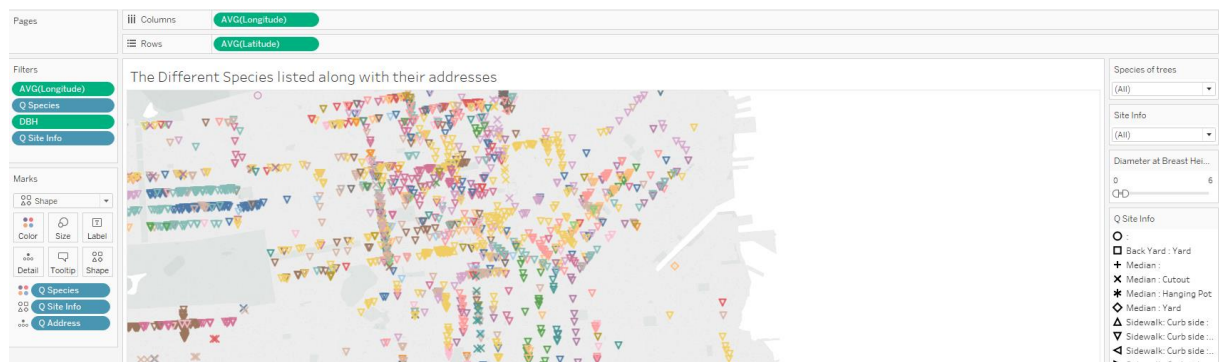 Pages
Columns
AVG(Longitude)
Rows
AVG(Latitude)
Filters
AVG(Longitude)
Q Species
DBH
Q Site Info
Marks
Shape
Color
Size
Label
Detail
Tooltip
Shape
Q Species
Q Site Info
Q Address
The Different Species listed along with their addresses
Species of trees
(All)
Site Info
(All)
Diameter at Breast Hei...
0 6
Q Site Info
:
Back Yard : Yard
Median :
Median : Cutout
Median : Hanging Pot
Median : Yard
Sidewalk: Curb side :
Sidewalk: Curb side :..
Sidewalk: Curb side :..